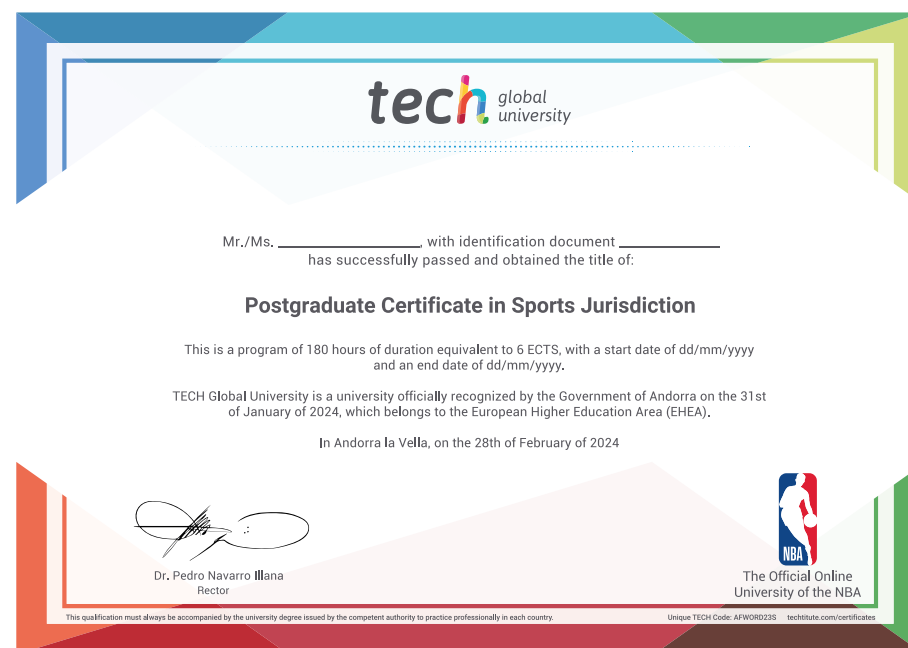 tech global university
Mr./Ms. ____________________, with identification document ______________
has successfully passed and obtained the title of:
Postgraduate Certificate in Sports Jurisdiction
This is a program of 180 hours of duration equivalent to 6 ECTS, with a start date of dd/mm/yyyy
and an end date of dd/mm/yyyy.
TECH Global University is a university officially recognized by the Government of Andorra on the 31st
of January of 2024, which belongs to the European Higher Education Area (EHEA).
In Andorra la Vella, on the 28th of February of 2024
Dr. Pedro Navarro Illana
Rector
NBA
The Official Online
University of the NBA
This qualification must always be accompanied by the university degree issued by the competent authority to practice professionally in each country.
Unique TECH Code: AFWORD23S techtitute.com/certificates